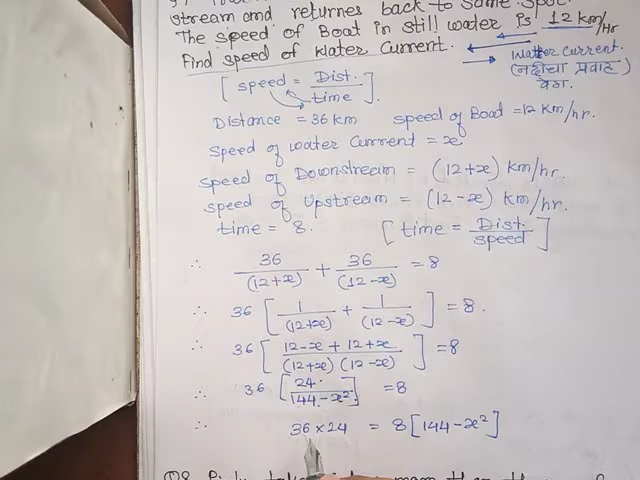 stream and returnes back to same spot.
The speed of Boat in still water is 12 km/Hr
Find speed of Water Current.
Water current.
(नदीचा प्रवाह)
वेग.
[speed = Dist. / time].
Distance = 36 km speed of Boat = 12 Km/hr.
Speed of water Current = x
Speed of Downstream = (12+x) Km/hr.
speed of Upstream = (12-x) Km/hr.
time = 8. [time = Dist. / speed]
∴ 36/(12+x) + 36/(12-x) = 8
∴ 36 [1/(12+x) + 1/(12-x)] = 8.
∴ 36 [12-x+12+x / (12+x)(12-x)] = 8
∴ 36 [24. / 144-x²] = 8
∴ 36 × 24 = 8[144-x²]